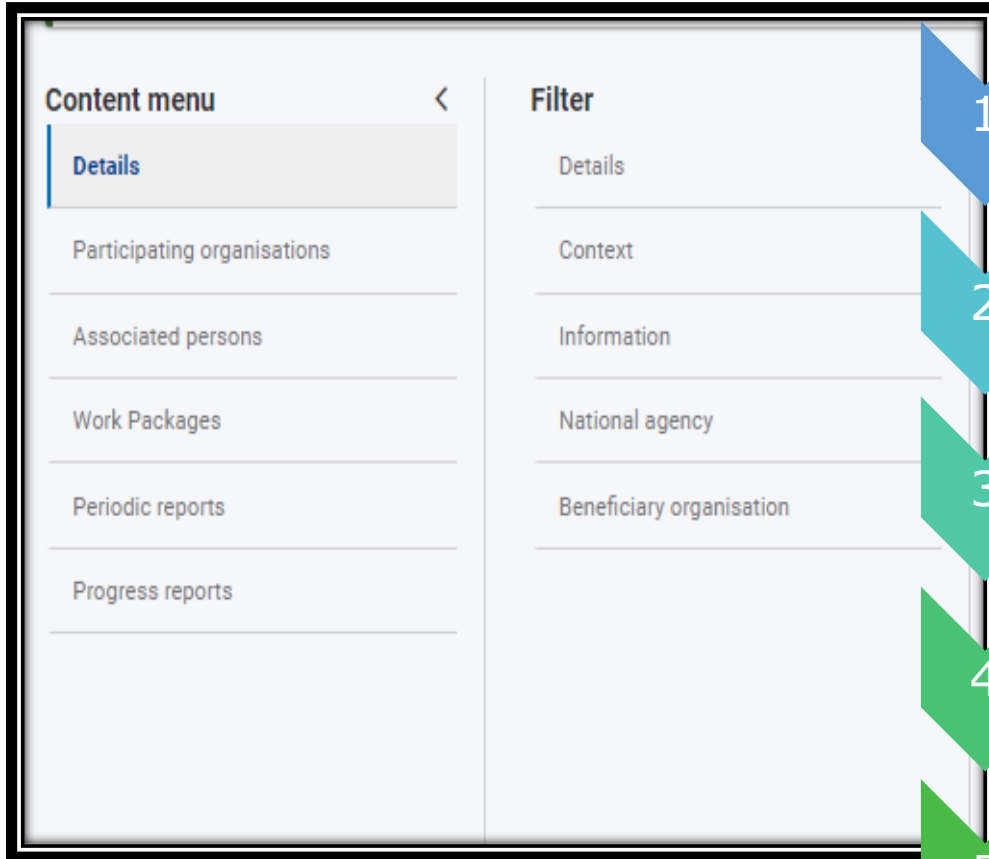 Content menu
Details
Participating organisations
Associated persons
Work Packages
Periodic reports
Progress reports
Filter
Details
Context
Information
National agency
Beneficiary organisation
1
2
3
4